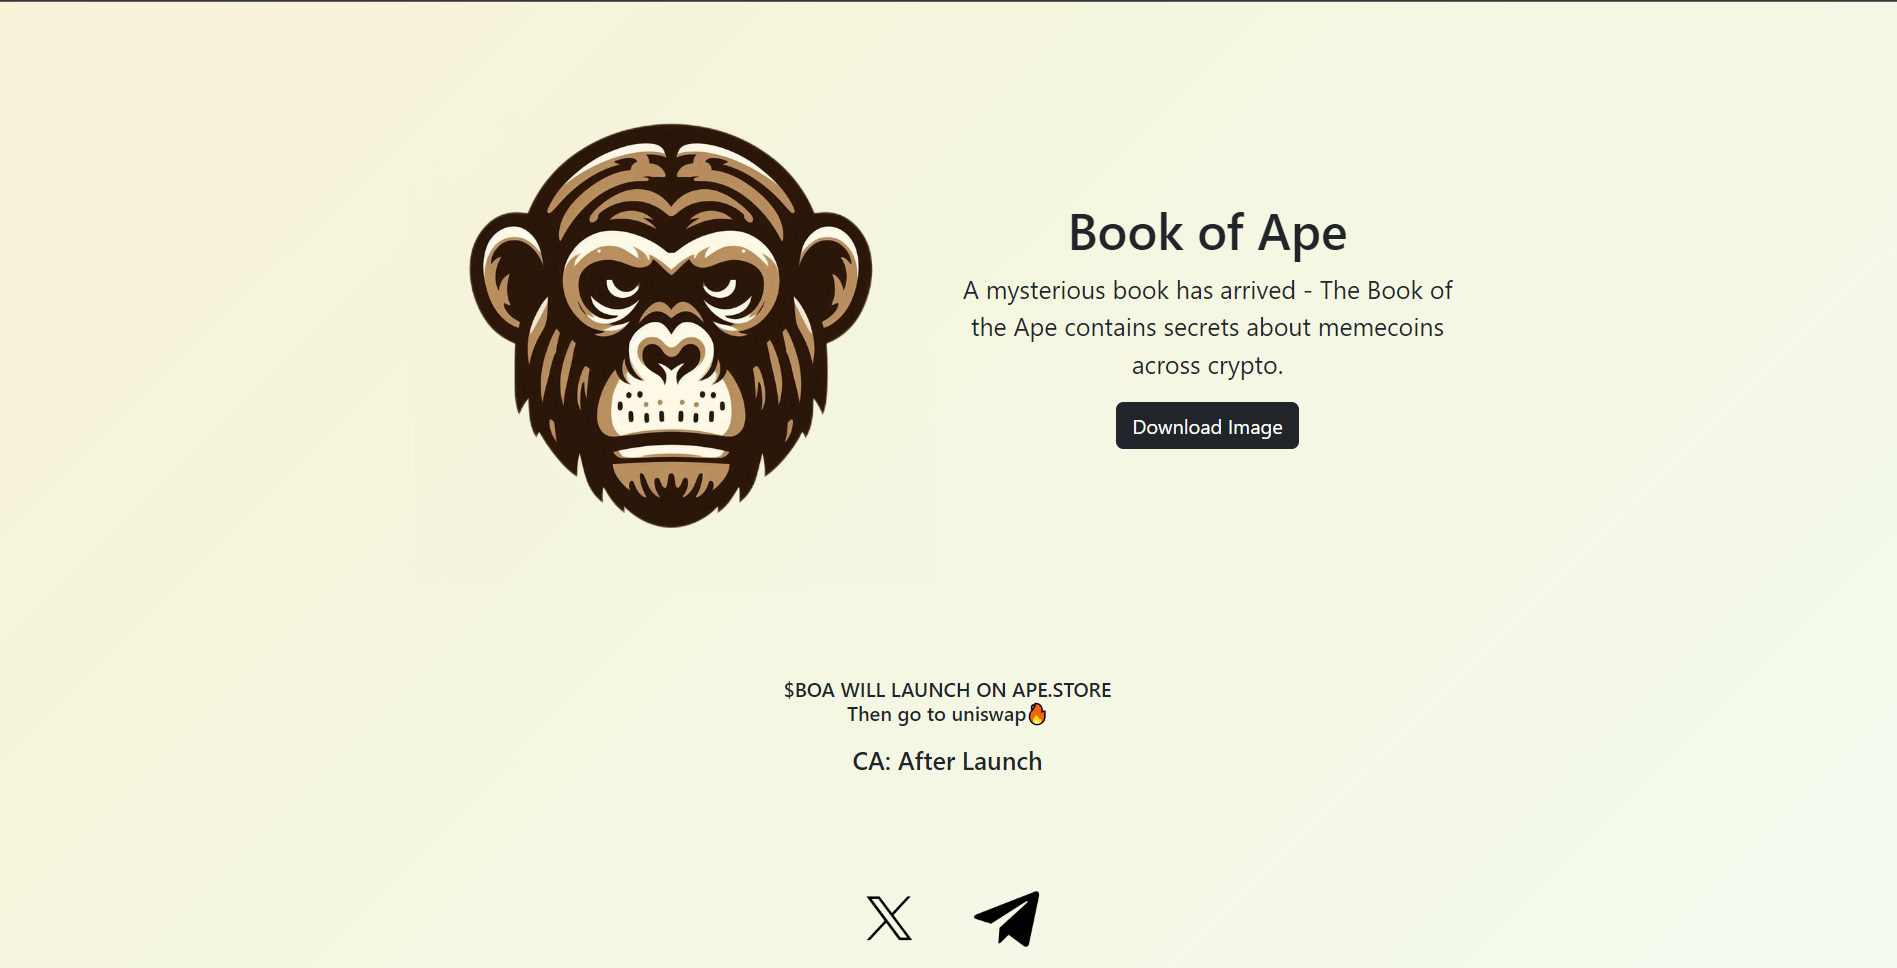 Book of Ape
A mysterious book has arrived - The Book of
the Ape contains secrets about memecoins
across crypto.
Download Image
$BOA WILL LAUNCH ON APE.STORE
Then go to uniswap🔥
CA: After Launch